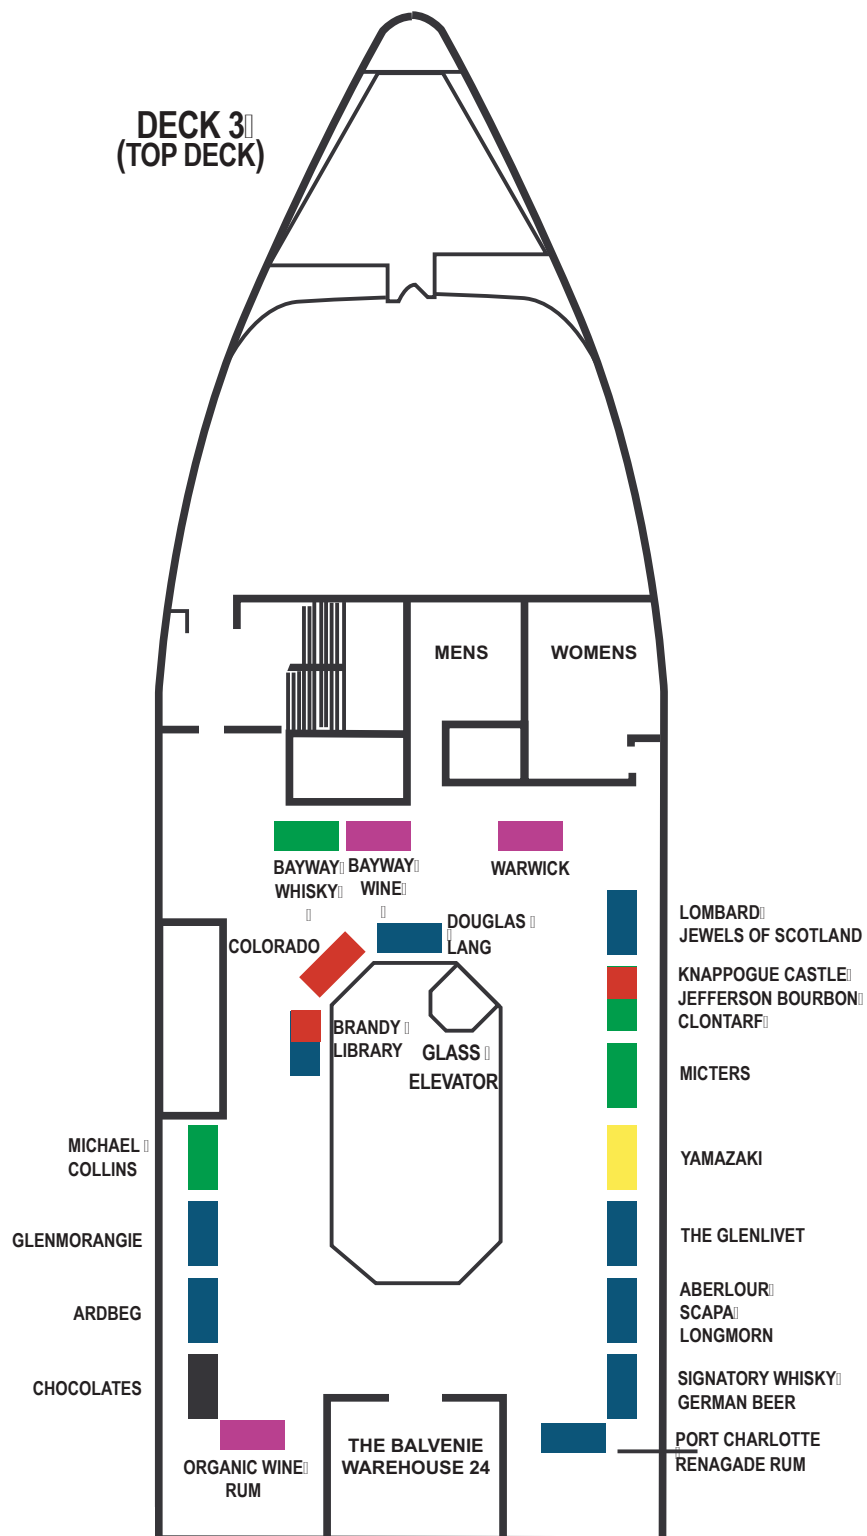 DECK 3
(TOP DECK)
MENS
WOMENS
BAYWAY
WHISKY
BAYWAY
WINE
WARWICK
DOUGLAS
LANG
COLORADO
LOMBARD
JEWELS OF SCOTLAND
KNAPPOGUE CASTLE
JEFFERSON BOURBON
CLONTARF
BRANDY
LIBRARY
GLASS
ELEVATOR
MICTERS
MICHAEL
COLLINS
YAMAZAKI
GLENMORANGIE
THE GLENLIVET
ARDBEG
ABERLOUR
SCAPA
LONGMORN
CHOCOLATES
SIGNATORY WHISKY
GERMAN BEER
ORGANIC WINE
RUM
THE BALVENIE
WAREHOUSE 24
PORT CHARLOTTE
RENAGADE RUM